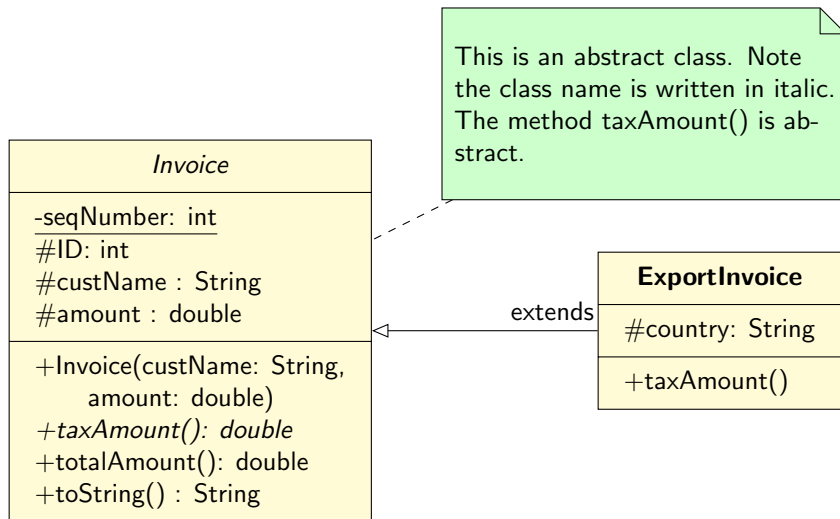 This is an abstract class. Note
the class name is written in italic.
The method taxAmount() is ab-
stract.
Invoice
-seqNumber: int
#ID: int
#custName : String
#amount : double
+Invoice(custName: String,
amount: double)
+taxAmount(): double
+totalAmount(): double
+toString() : String
extends
ExportInvoice
#country: String
+taxAmount()